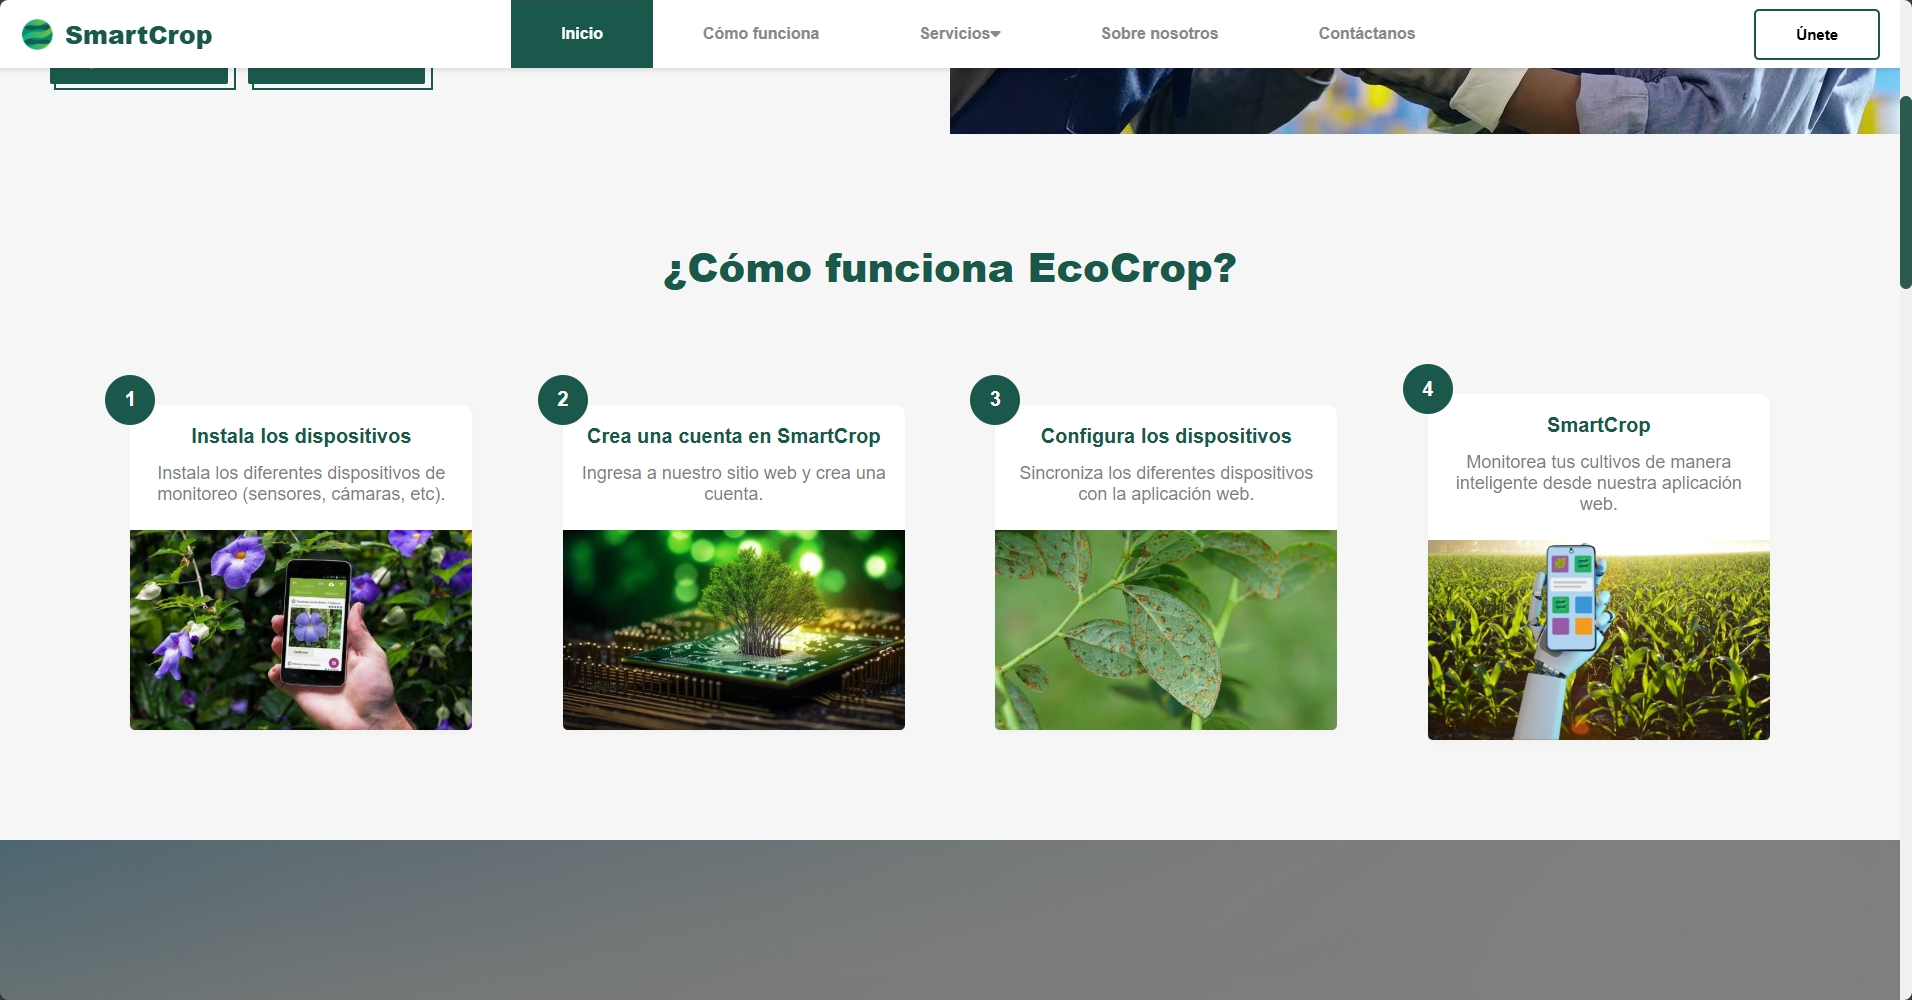 SmartCrop
Inicio
Cómo funciona
Servicios
Sobre nosotros
Contáctanos
Únete
¿Cómo funciona EcoCrop?
1
Instala los dispositivos
Instala los diferentes dispositivos de
monitoreo (sensores, cámaras, etc).
2
Crea una cuenta en SmartCrop
Ingresa a nuestro sitio web y crea una
cuenta.
3
Configura los dispositivos
Sincroniza los diferentes dispositivos
con la aplicación web.
4
SmartCrop
Monitorea tus cultivos de manera
inteligente desde nuestra aplicación
web.